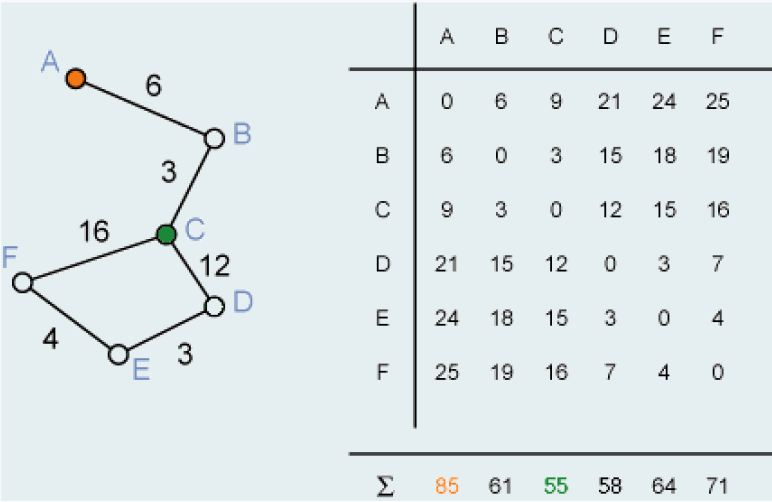 A
6
B
3
C
16
12
F
D
4
3
E
A B C D E F
A 0 6 9 21 24 25
B 6 0 3 15 18 19
C 9 3 0 12 15 16
D 21 15 12 0 3 7
E 24 18 15 3 0 4
F 25 19 16 7 4 0
Σ 85 61 55 58 64 71